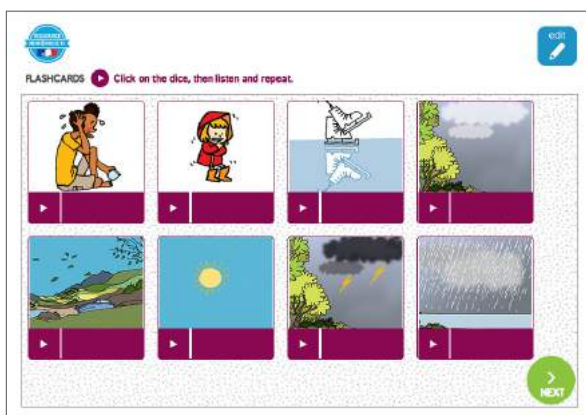 edit
FLASHCARDS Click on the dice, then listen and repeat.
NEXT